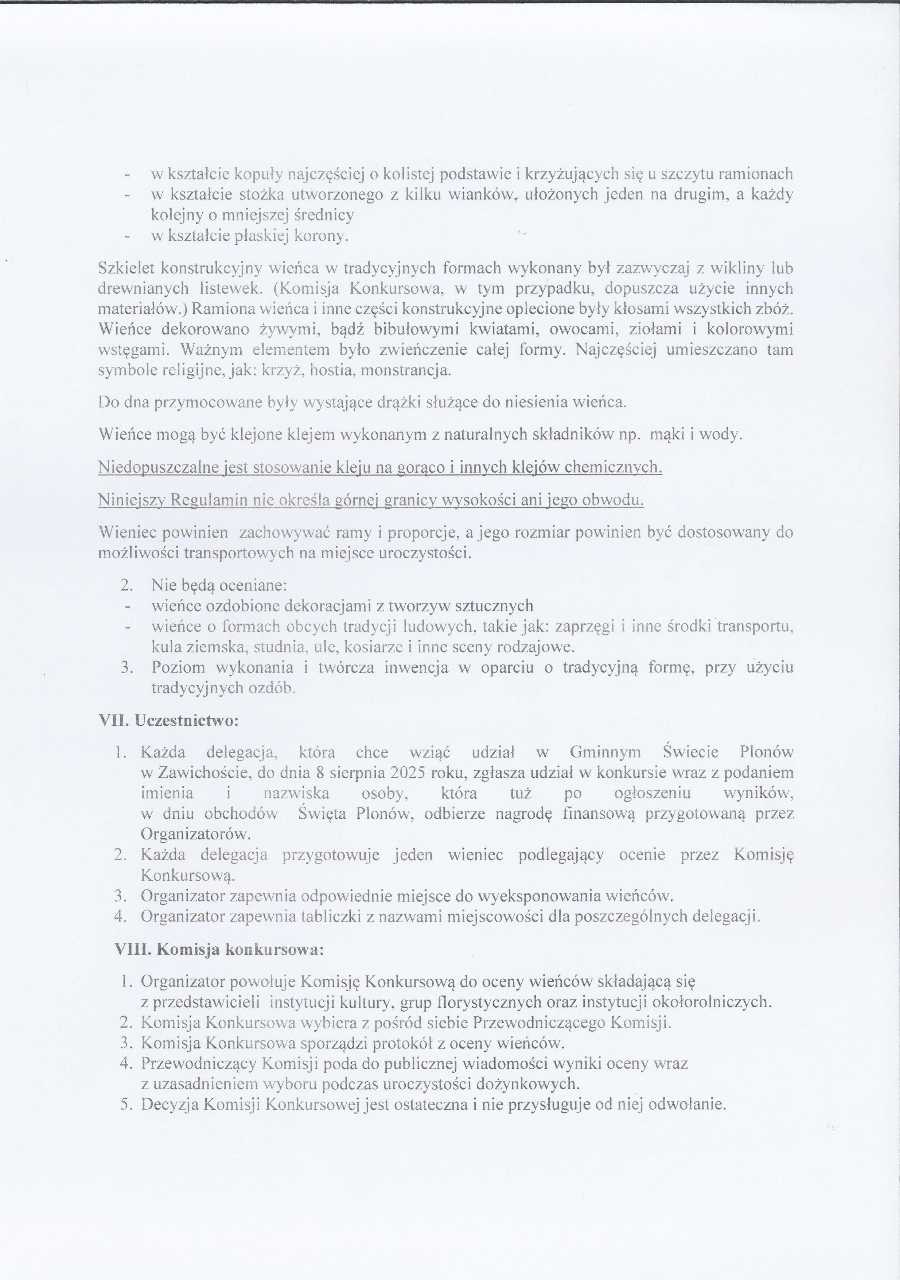 - w kształcie kopuły najczęściej o kolistej podstawie i krzyżujących się u szczytu ramionach
- w kształcie stożka utworzonego z kilku wianków, ułożonych jeden na drugim, a każdy
kolejny o mniejszej średnicy
- w kształcie płaskiej korony.
Szkielet konstrukcyjny wieńca w tradycyjnych formach wykonany był zazwyczaj z wikliny lub
drewnianych listewek. (Komisja Konkursowa, w tym przypadku, dopuszcza użycie innych
materiałów.) Ramiona wieńca i inne części konstrukcyjne oplecione były kłosami wszystkich zbóż.
Wieńce dekorowano żywymi, bądź bibułowymi kwiatami, owocami, ziołami i kolorowymi
wstęgami. Ważnym elementem było zwieńczenie całej formy. Najczęściej umieszczano tam
symbole religijne, jak: krzyż, hostia, monstrancja.
Do dna przymocowane były wystające drążki służące do niesienia wieńca.
Wieńce mogą być klejone klejem wykonanym z naturalnych składników np. mąki i wody.
Niedopuszczalne jest stosowanie kleju na gorąco i innych klejów chemicznych.
Niniejszy Regulamin nie określa górnej granicy wysokości ani jego obwodu.
Wieniec powinien zachowywać ramy i proporcje, a jego rozmiar powinien być dostosowany do
możliwości transportowych na miejsce uroczystości.
2. Nie będą oceniane:
- wieńce ozdobione dekoracjami z tworzyw sztucznych
- wieńce o formach obcych tradycji ludowych, takie jak: zaprzęgi i inne środki transportu,
kula ziemska, studnia, ule, kosiarze i inne sceny rodzajowe.
3. Poziom wykonania i twórcza inwencja w oparciu o tradycyjną formę, przy użyciu
tradycyjnych ozdób.
VII. Uczestnictwo:
1. Każda delegacja, która chce wziąć udział w Gminnym Świecie Plonów
w Zawichoście, do dnia 8 sierpnia 2025 roku, zgłasza udział w konkursie wraz z podaniem
imienia i nazwiska osoby, która tuż po ogłoszeniu wyników,
w dniu obchodów Święta Plonów, odbierze nagrodę finansową przygotowaną przez
Organizatorów.
2. Każda delegacja przygotowuje jeden wieniec podlegający ocenie przez Komisję
Konkursową.
3. Organizator zapewnia odpowiednie miejsce do wyeksponowania wieńców.
4. Organizator zapewnia tabliczki z nazwami miejscowości dla poszczególnych delegacji.
VIII. Komisja konkursowa:
1. Organizator powołuje Komisję Konkursową do oceny wieńców składającą się
z przedstawicieli instytucji kultury, grup florystycznych oraz instytucji okołorolniczych.
2. Komisja Konkursowa wybiera z pośród siebie Przewodniczącego Komisji.
3. Komisja Konkursowa sporządzi protokół z oceny wieńców.
4. Przewodniczący Komisji poda do publicznej wiadomości wyniki oceny wraz
z uzasadnieniem wyboru podczas uroczystości dożynkowych.
5. Decyzja Komisji Konkursowej jest ostateczna i nie przysługuje od niej odwołanie.